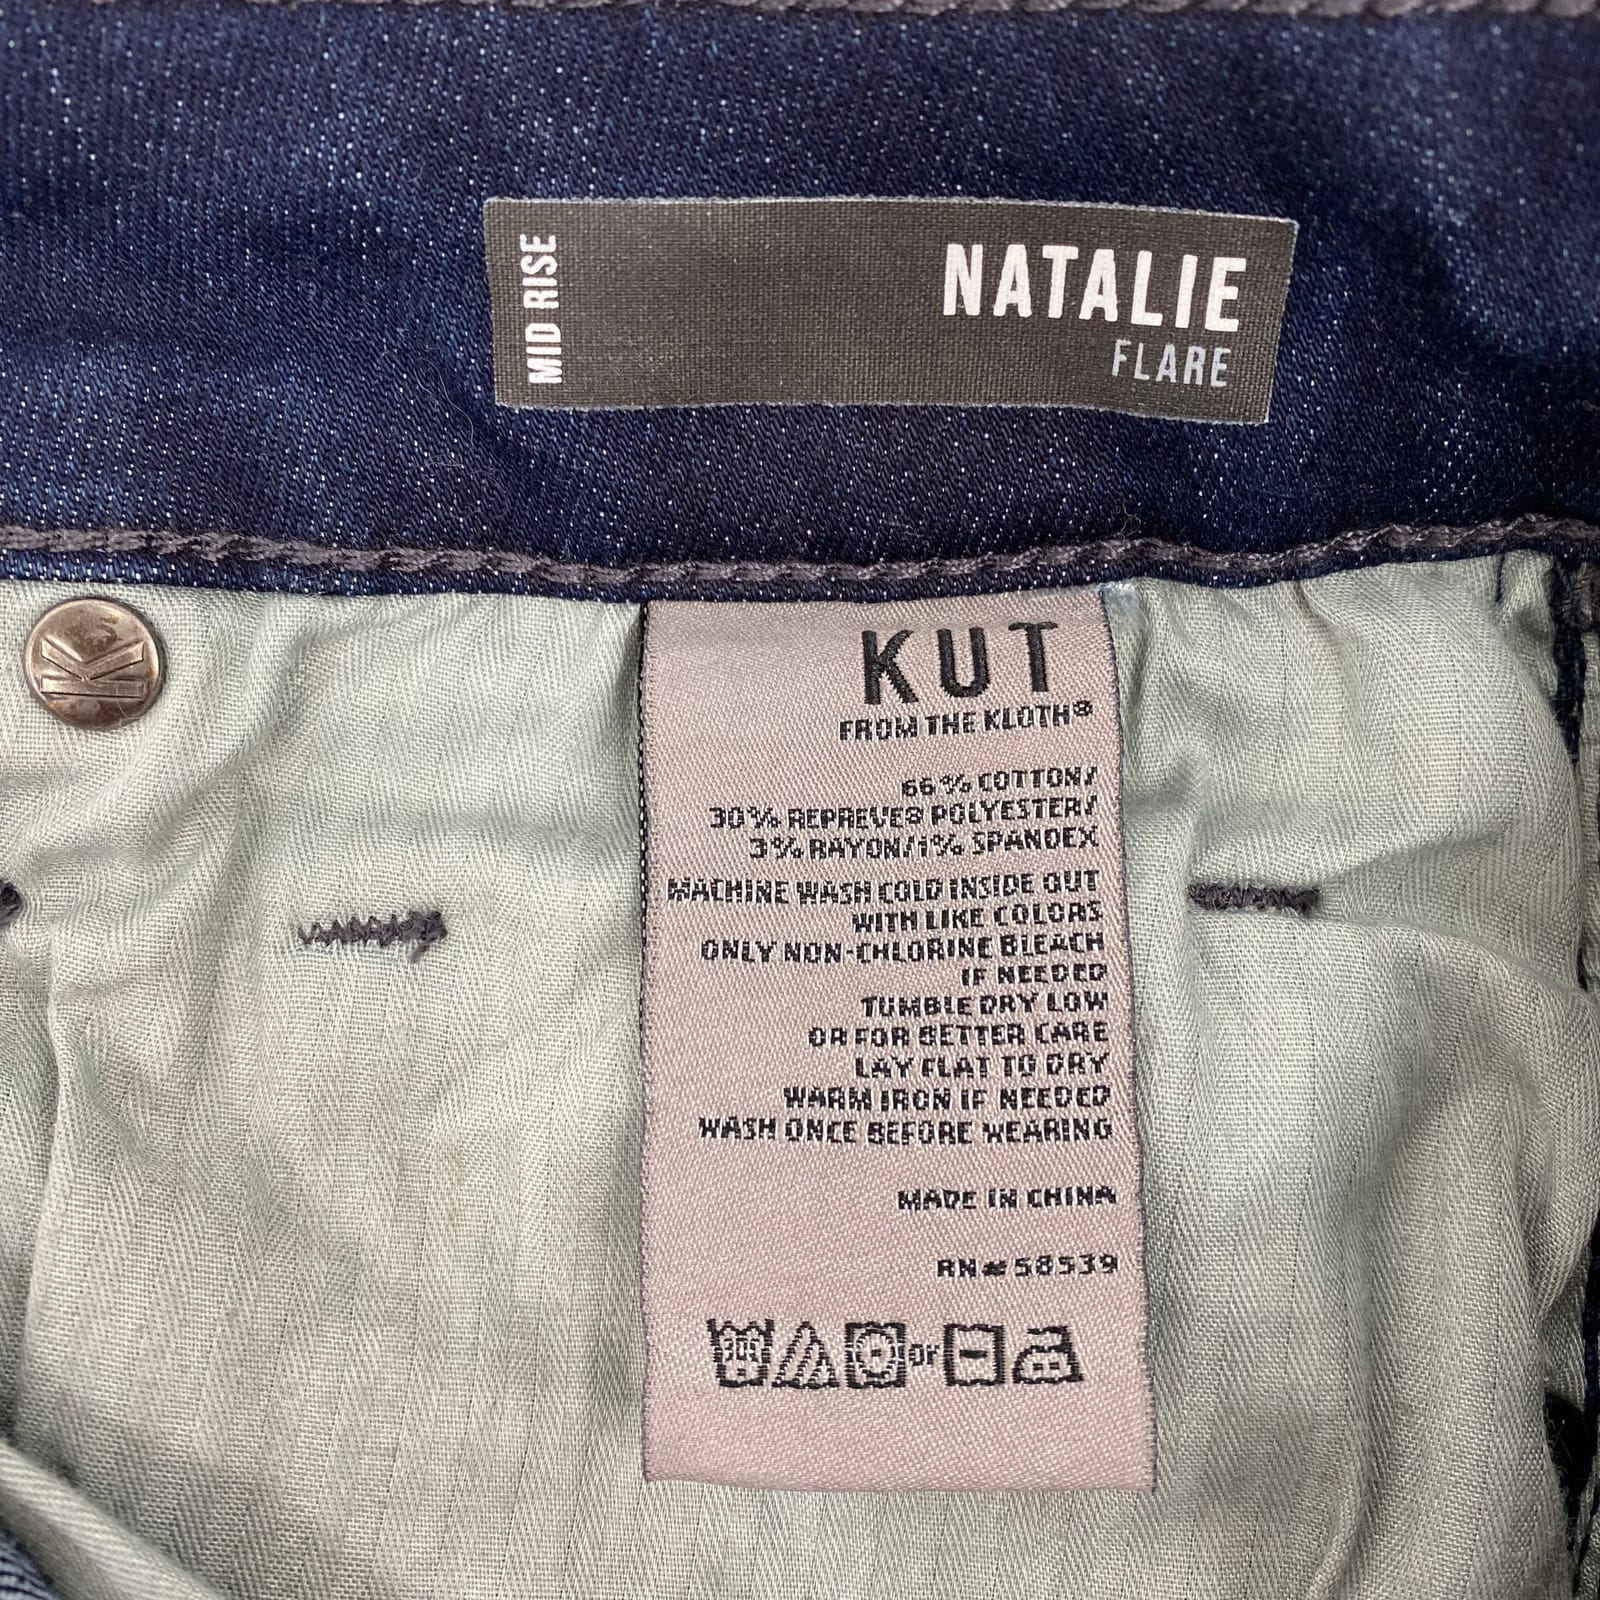 MID RISE
NATALIE
FLARE
KUT
FROM THE KLOTH®
66% COTTON/
30% REPREVE® POLYESTER/
3% RAYON/1% SPANDEX
MACHINE WASH COLD INSIDE OUT
WITH LIKE COLORS
ONLY NON-CHLORINE BLEACH
IF NEEDED
TUMBLE DRY LOW
OR FOR BETTER CARE
LAY FLAT TO DRY
WARM IRON IF NEEDED
WASH ONCE BEFORE WEARING
MADE IN CHINA
RN# 58539
30C
or
K